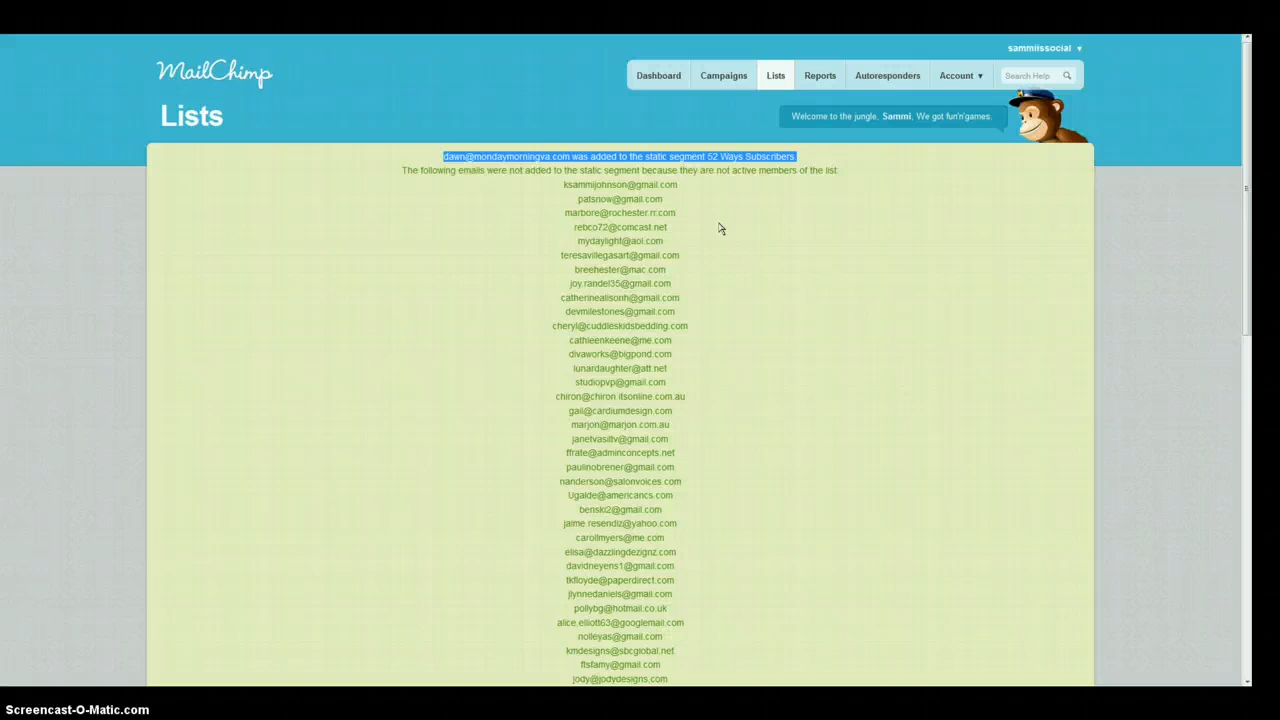 sammiissocial
MailChimp
Dashboard Campaigns Lists Reports Autoresponders Account Search Help
Lists
Welcome to the jungle, Sammi, We got fun'n'games.
dawn@mondaymorningva.com was added to the static segment 52 Ways Subscribers
The following emails were not added to the static segment because they are not active members of the list
ksammijohnson@gmail.com
patsnow@gmail.com
marbore@rochester.rr.com
rebco72@comcast.net
mydaylight@aol.com
teresavillegasart@gmail.com
breehester@mac.com
joy.randel35@gmail.com
catherinealisonh@gmail.com
devmilestones@gmail.com
cheryl@cuddleskidsbedding.com
cathleenkeene@me.com
divaworks@bigpond.com
lunardaughter@att.net
studiopvp@gmail.com
chiron@chiron.itsonline.com.au
gail@cardiumdesign.com
marjon@marjon.com.au
janetvasiltv@gmail.com
ffrate@adminconcepts.net
paulinobrener@gmail.com
nanderson@salonvoices.com
Ugalde@americancs.com
benski2@gmail.com
jaime.resendiz@yahoo.com
carollmyers@me.com
elisa@dazzlingdezignz.com
davidneyens1@gmail.com
tkfloyde@paperdirect.com
jlynnedaniels@gmail.com
pollybg@hotmail.co.uk
alice.elliott63@googlemail.com
nolleyas@gmail.com
kmdesigns@sbcglobal.net
ftsfamy@gmail.com
jody@jodydesigns.com
Screencast-O-Matic.com